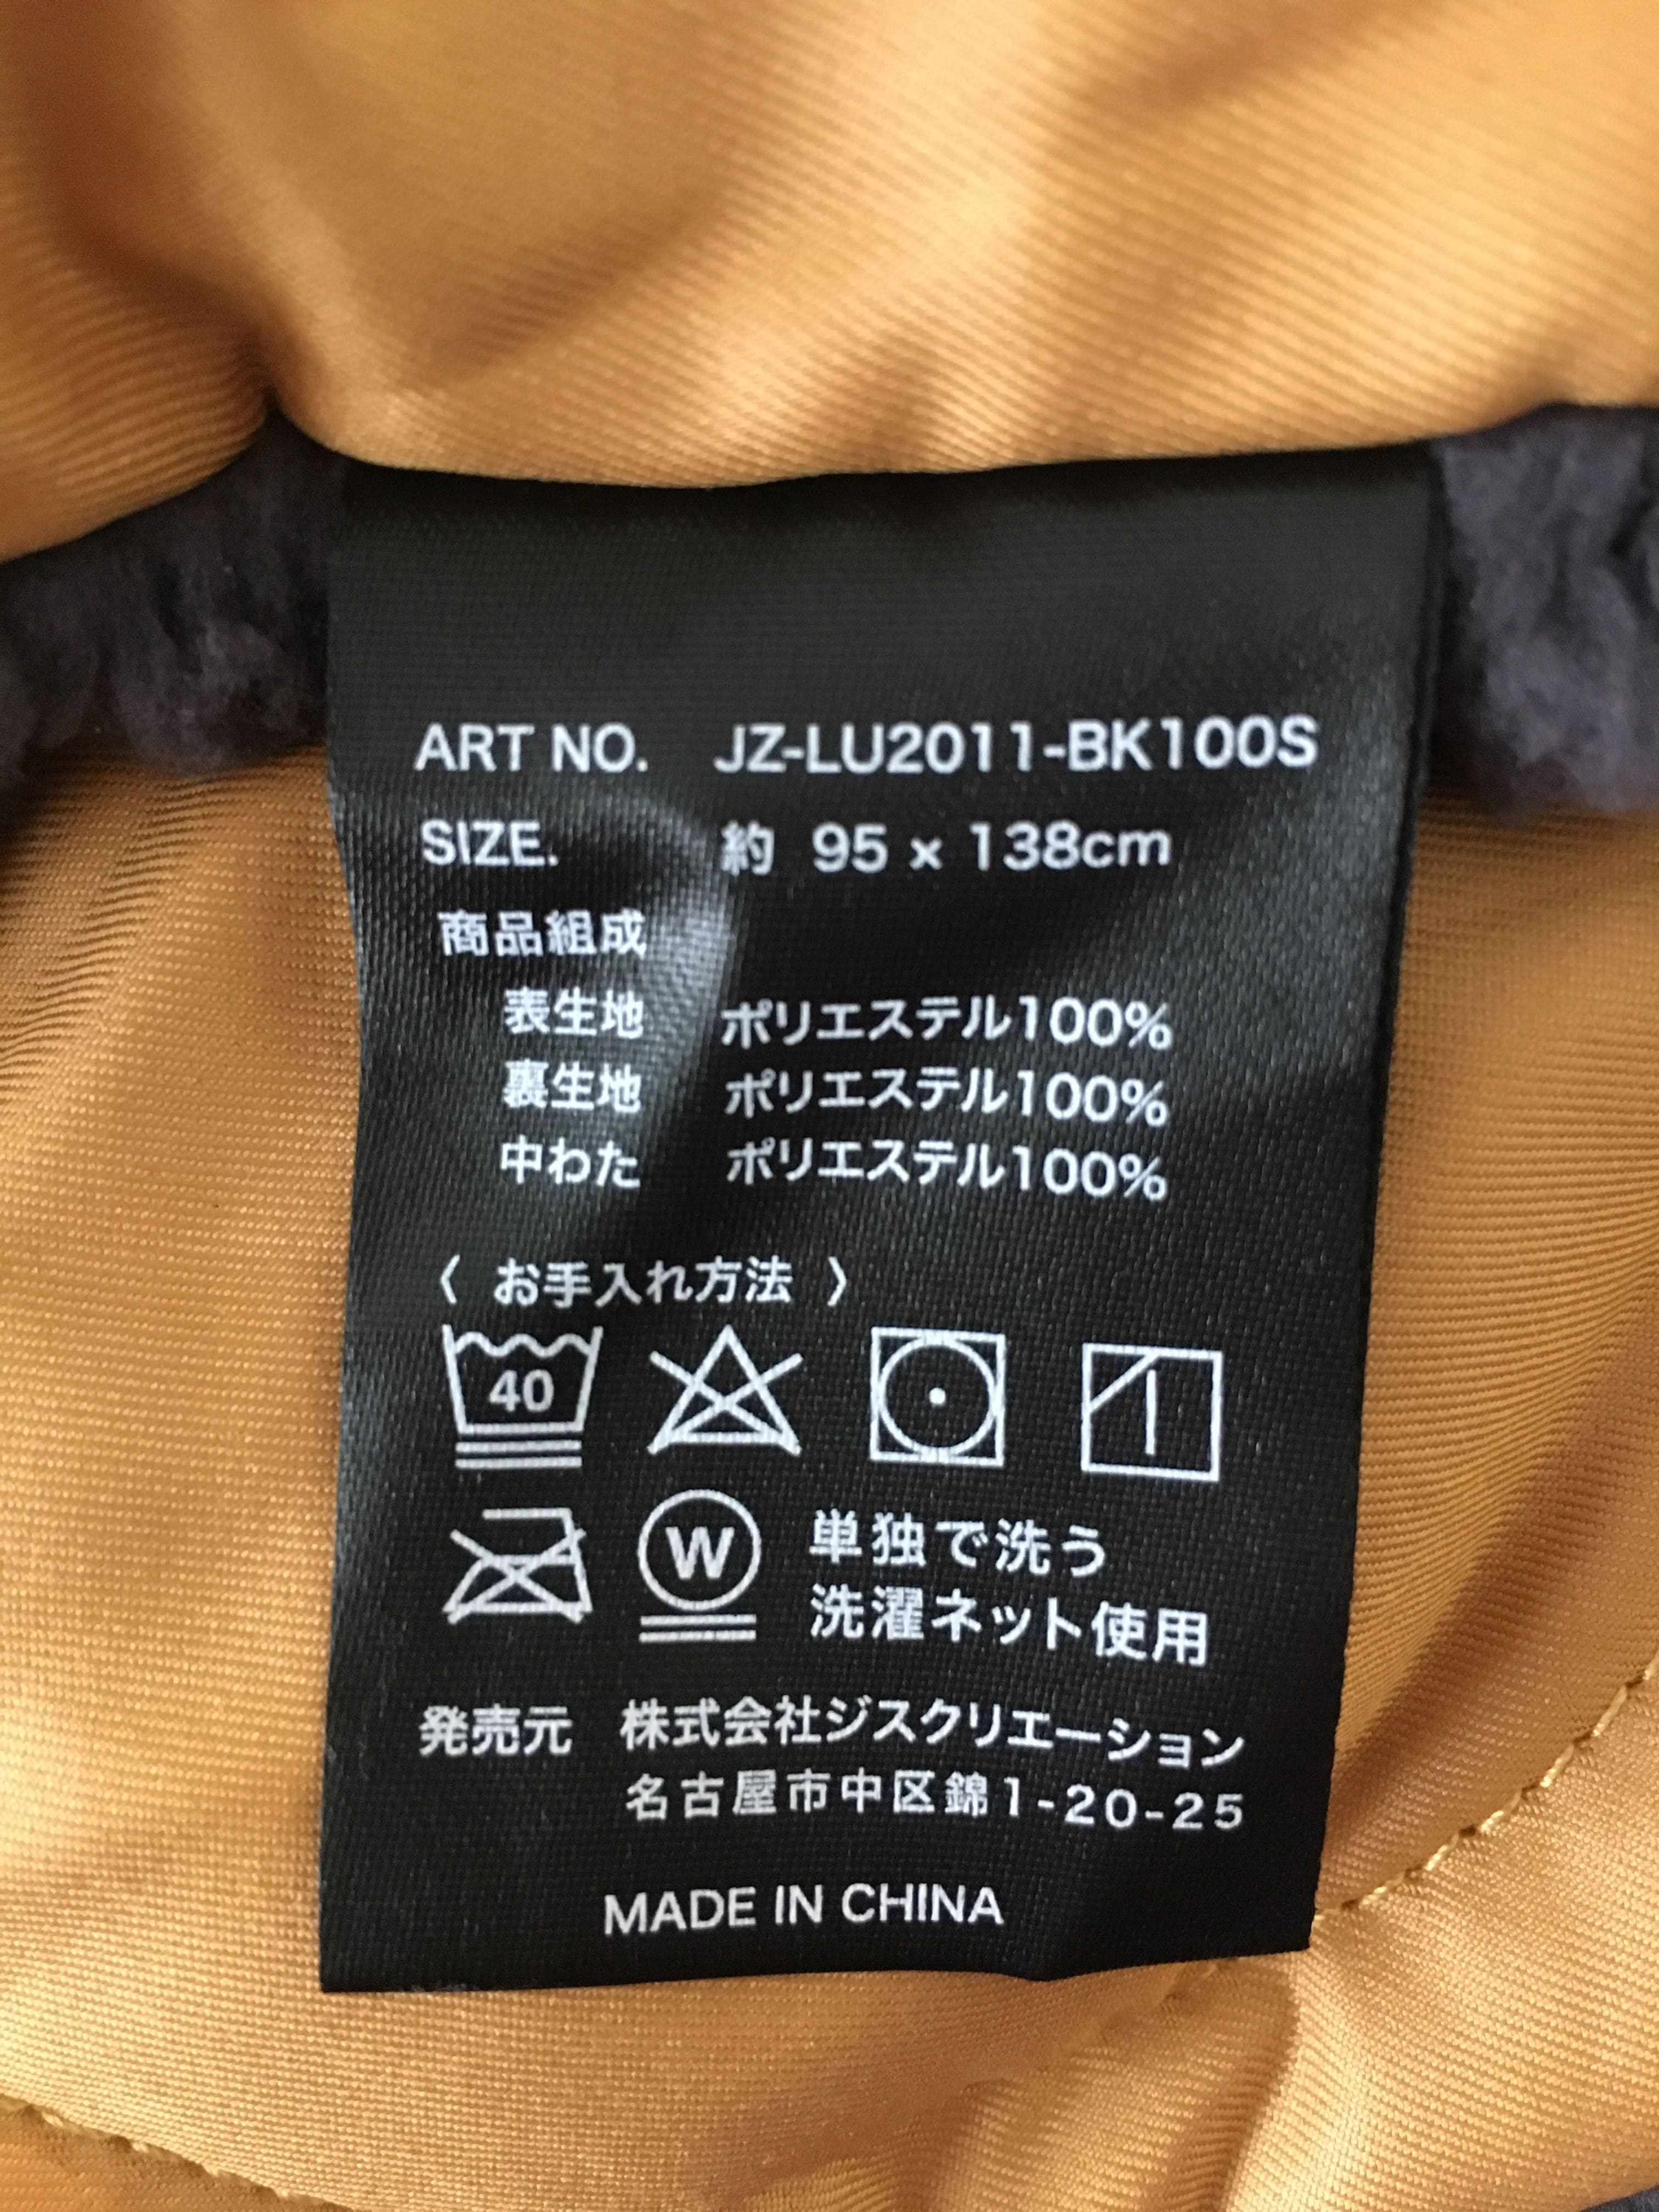 ART NO. JZ-LU2011-BK100S
SIZE. 約 95 x 138cm
商品組成
表生地 ポリエステル100%
裏生地 ポリエステル100%
中わた ポリエステル100%
〈 お手入れ方法 〉
40
W 単独で洗う
洗濯ネット使用
発売元 株式会社ジスクリエーション
名古屋市中区錦1-20-25
MADE IN CHINA